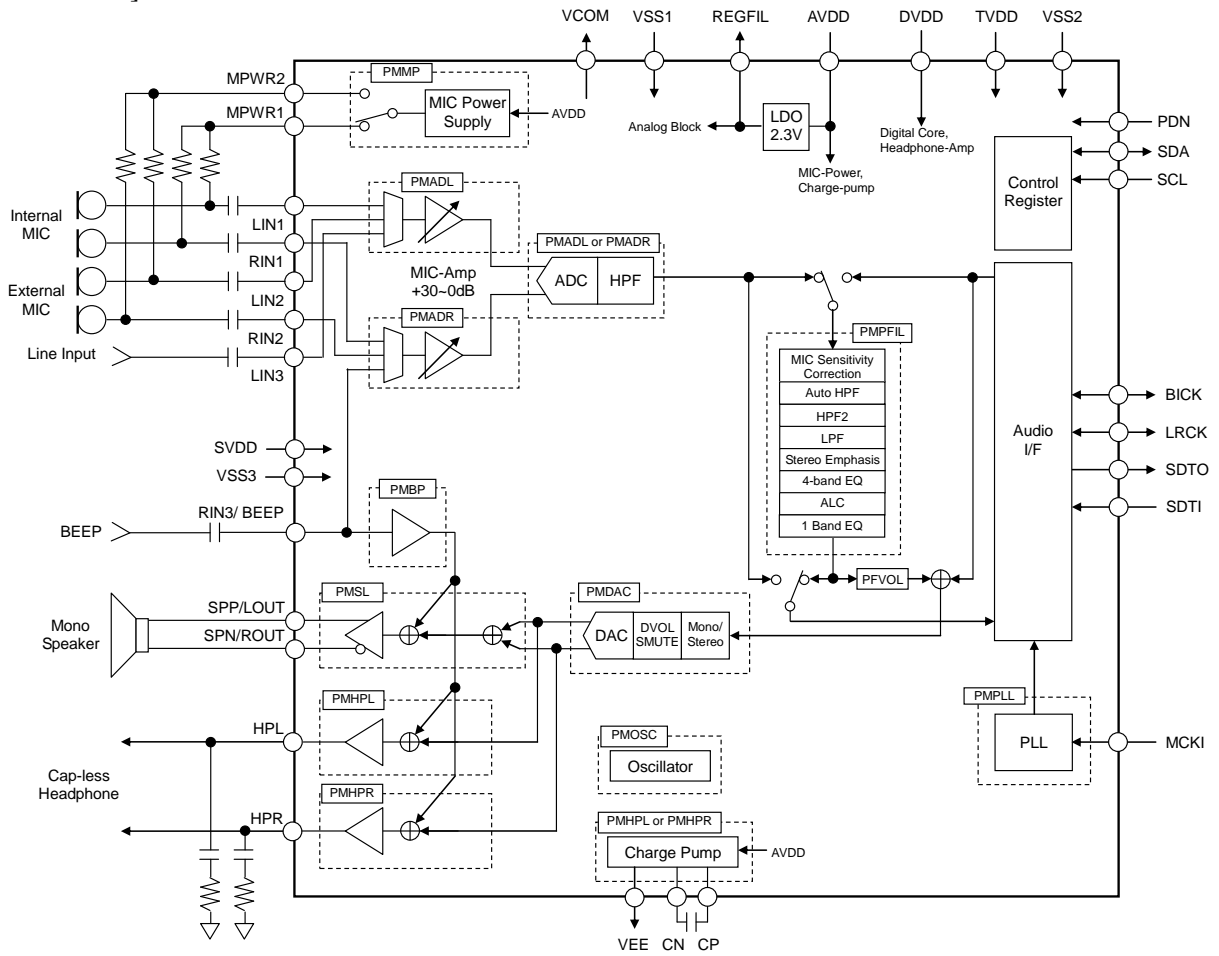 ]
VCOM VSS1 REGFIL AVDD DVDD TVDD VSS2
MPWR2
PMMP
MIC Power
Supply
AVDD
MPWR1
LDO
2.3V
Analog Block
Digital Core,
Headphone-Amp
MIC-Power,
Charge-pump
PDN
SDA
SCL
Control
Register
Internal
MIC
External
MIC
Line Input
LIN1
RIN1
LIN2
RIN2
LIN3
PMADL
MIC-Amp
+30~0dB
PMADR
PMADL or PMADR
ADC
HPF
PMPFIL
MIC Sensitivity
Correction
Auto HPF
HPF2
LPF
Stereo Emphasis
4-band EQ
ALC
1 Band EQ
Audio
I/F
BICK
LRCK
SDTO
SDTI
SVDD
VSS3
BEEP
RIN3/ BEEP
PMBP
PFVOL
Mono
Speaker
SPP/LOUT
SPN/ROUT
PMSL
PMDAC
DAC
DVOL
SMUTE
Mono/
Stereo
PMPLL
PLL
MCKI
Cap-less
Headphone
HPL
PMHPL
HPR
PMHPR
PMOSC
Oscillator
PMHPL or PMHPR
Charge Pump
AVDD
VEE CN CP